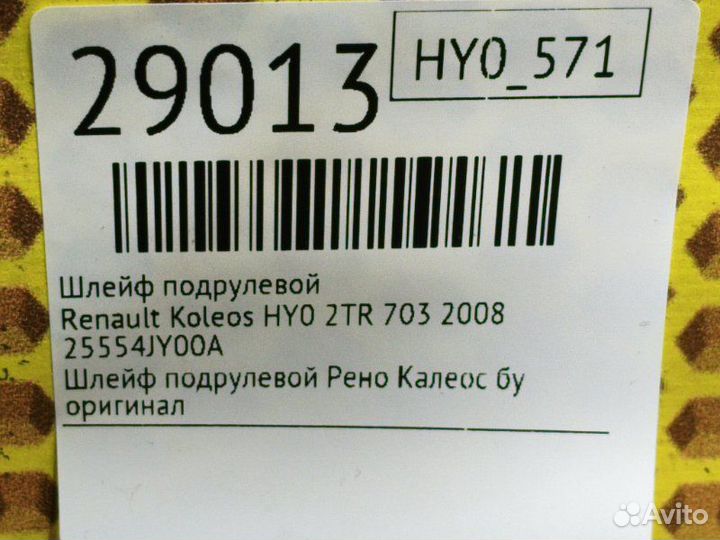 29013
HY0_571
Шлейф подрулевой
Renault Koleos HY0 2TR 703 2008
25554JY00A
Шлейф подрулевой Рено Калеос бу
оригинал
Avito